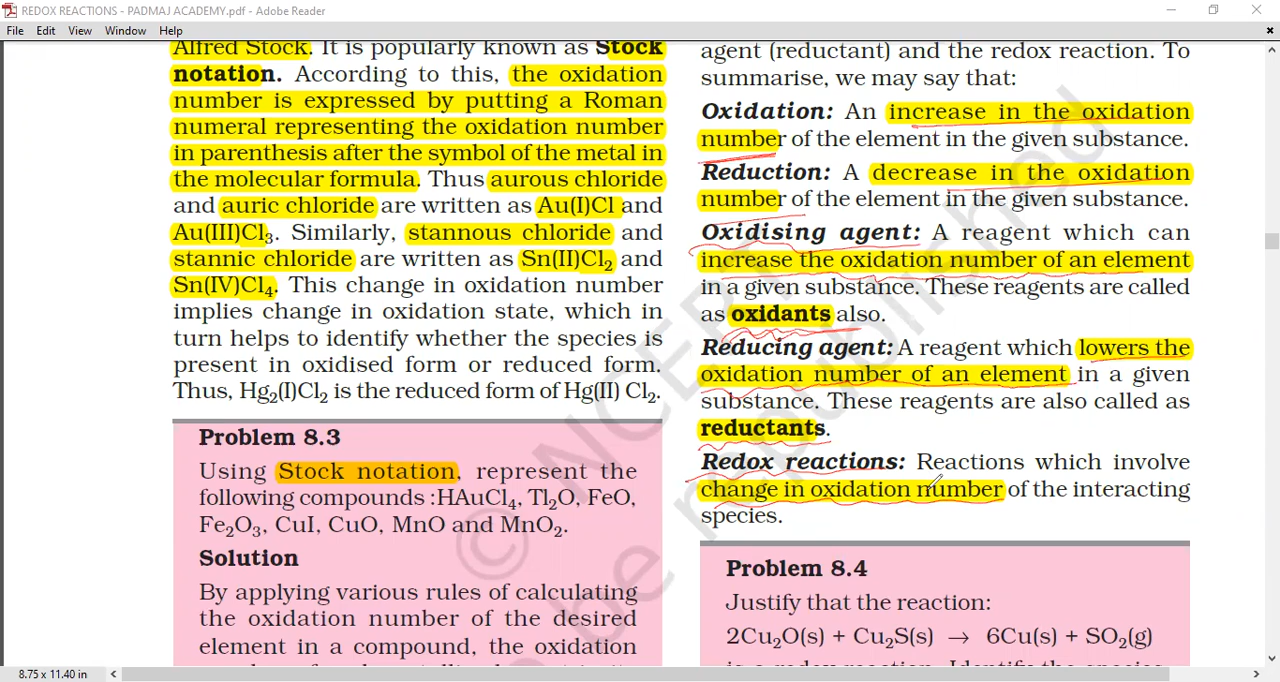 REDOX REACTIONS - PADMAJ ACADEMY.pdf - Adobe Reader
File Edit View Window Help
Alfred Stock. It is popularly known as Stock
notation. According to this, the oxidation
number is expressed by putting a Roman
numeral representing the oxidation number
in parenthesis after the symbol of the metal in
the molecular formula. Thus aurous chloride
and auric chloride are written as Au(I)Cl and
Au(III)Cl₃. Similarly, stannous chloride and
stannic chloride are written as Sn(II)Cl₂ and
Sn(IV)Cl₄. This change in oxidation number
implies change in oxidation state, which in
turn helps to identify whether the species is
present in oxidised form or reduced form.
Thus, Hg₂(I)Cl₂ is the reduced form of Hg(II) Cl₂.
Problem 8.3
Using Stock notation, represent the
following compounds :HAuCl₄, Tl₂O, FeO,
Fe₂O₃, CuI, CuO, MnO and MnO₂.
Solution
By applying various rules of calculating
the oxidation number of the desired
element in a compound, the oxidation
agent (reductant) and the redox reaction. To
summarise, we may say that:
Oxidation: An increase in the oxidation
number of the element in the given substance.
Reduction: A decrease in the oxidation
number of the element in the given substance.
Oxidising agent: A reagent which can
increase the oxidation number of an element
in a given substance. These reagents are called
as oxidants also.
Reducing agent: A reagent which lowers the
oxidation number of an element in a given
substance. These reagents are also called as
reductants.
Redox reactions: Reactions which involve
change in oxidation number of the interacting
species.
Problem 8.4
Justify that the reaction:
2Cu₂O(s) + Cu₂S(s) → 6Cu(s) + SO₂(g)
is a redox reaction. Identify the species
© NCERT
be republished
8.75 x 11.40 in